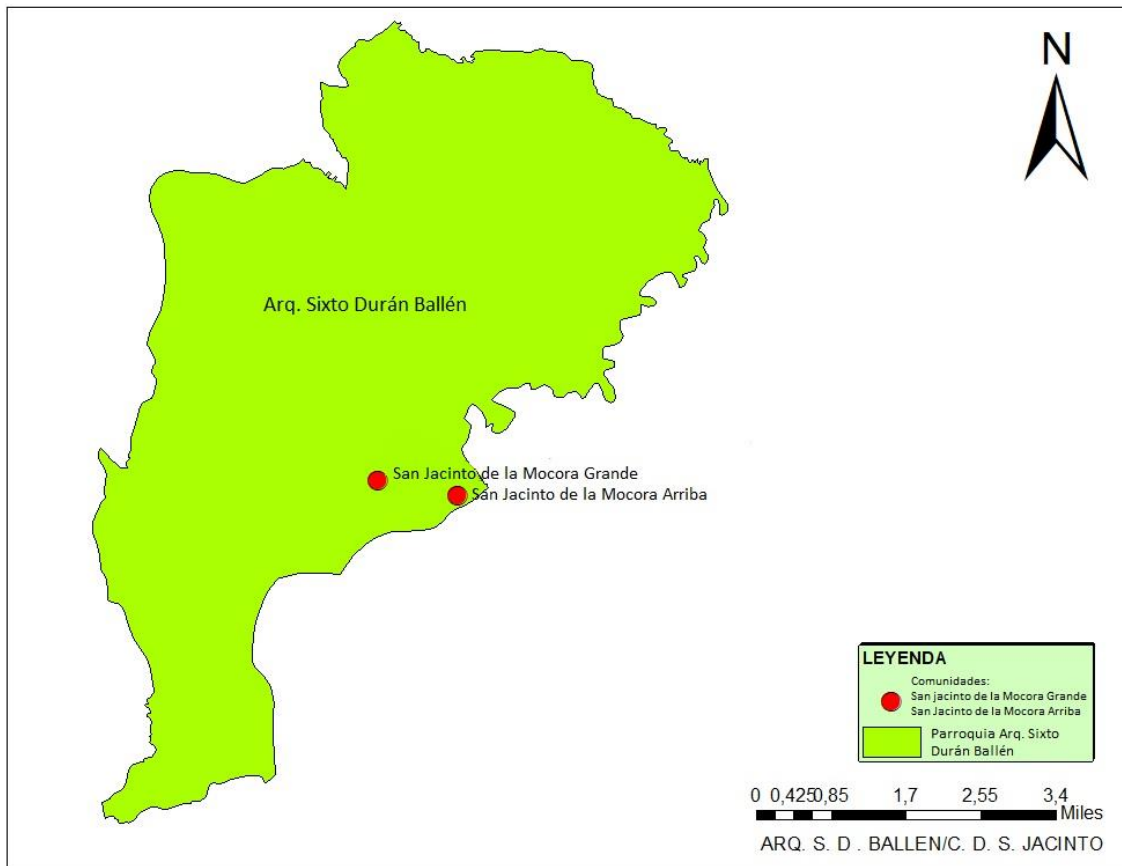 N
Arq. Sixto Durán Ballén
San Jacinto de la Mocora Grande
San Jacinto de la Mocora Arriba
LEYENDA
Comunidades:
San jacinto de la Mocora Grande
San Jacinto de la Mocora Arriba
Parroquia Arq. Sixto
Durán Ballén
0 0,425 0,85 1,7 2,55 3,4
Miles
ARQ. S. D . BALLEN/C. D. S. JACINTO